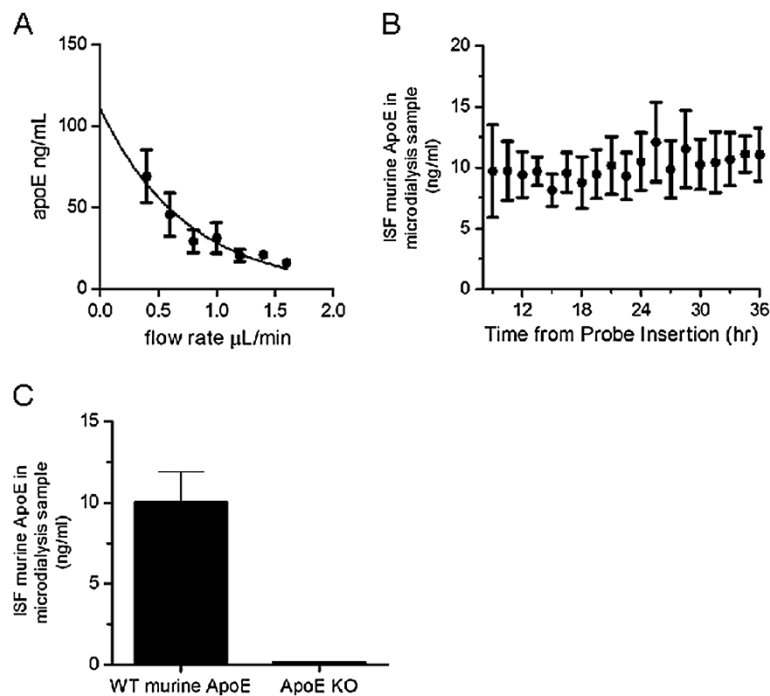 A
apoE ng/mL
150
100
50
0
0.0 0.5 1.0 1.5 2.0
flow rate μL/min
B
ISF murine ApoE in
microdialysis sample
(ng/ml)
20
15
10
5
0
12 18 24 30 36
Time from Probe Insertion (hr)
C
ISF murine ApoE in
microdialysis sample
(ng/ml)
15
10
5
0
WT murine ApoE ApoE KO